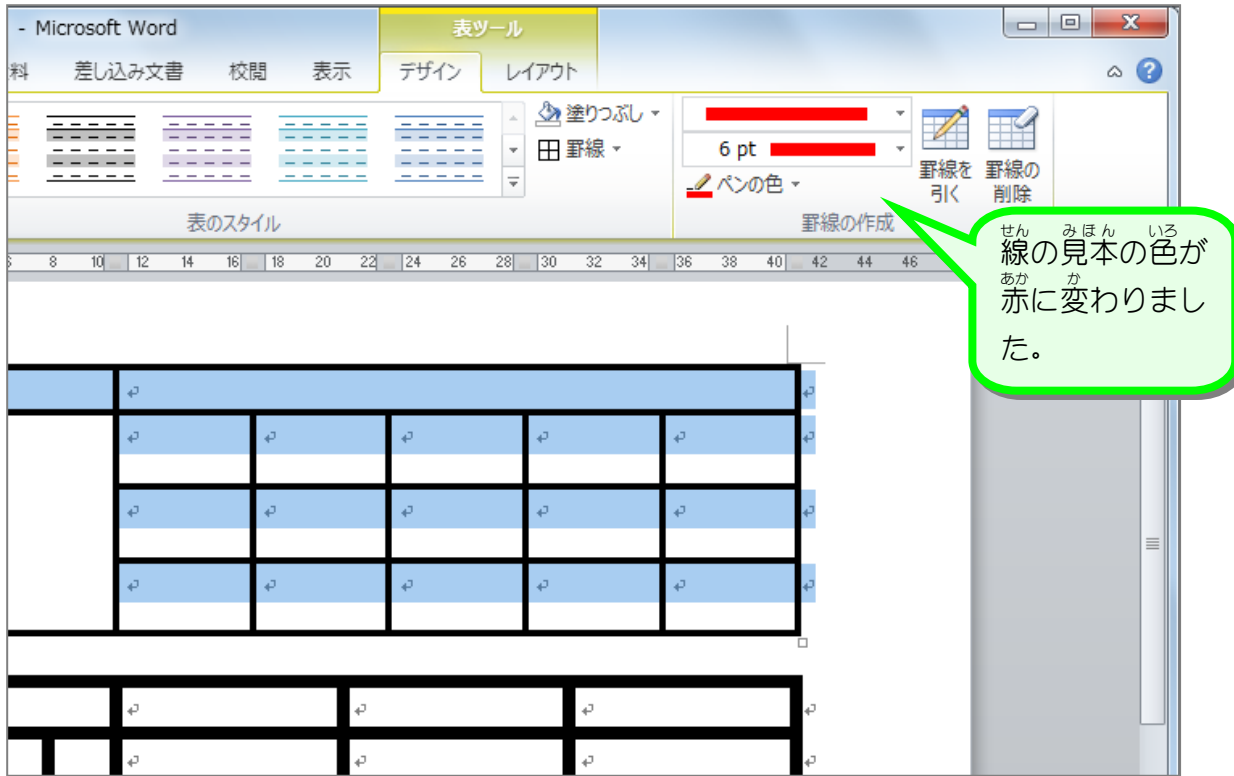 - Microsoft Word
表ツール
料 差し込み文書 校閲 表示 デザイン レイアウト
塗りつぶし
罫線
6 pt
ペンの色
罫線を引く
罫線の削除
表のスタイル
罫線の作成
8 10 12 14 16 18 20 22 24 26 28 30 32 34 36 38 40 42 44 46
せん みほん いろ
線の見本の色が
あか か
赤に変わりまし
た。